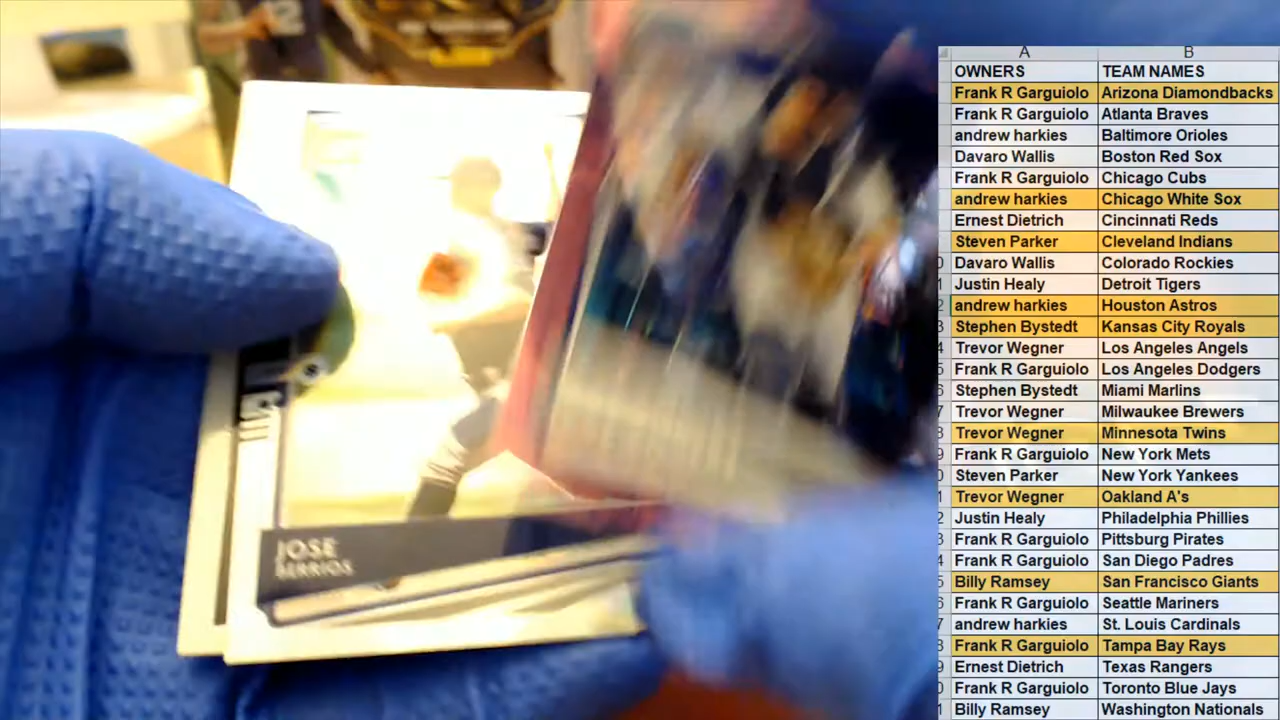 JOSE
BERRIOS
A B
OWNERS TEAM NAMES
Frank R Garguiolo Arizona Diamondbacks
Frank R Garguiolo Atlanta Braves
andrew harkies Baltimore Orioles
Davaro Wallis Boston Red Sox
Frank R Garguiolo Chicago Cubs
andrew harkies Chicago White Sox
Ernest Dietrich Cincinnati Reds
Steven Parker Cleveland Indians
Davaro Wallis Colorado Rockies
Justin Healy Detroit Tigers
andrew harkies Houston Astros
Stephen Bystedt Kansas City Royals
Trevor Wegner Los Angeles Angels
Frank R Garguiolo Los Angeles Dodgers
Stephen Bystedt Miami Marlins
Trevor Wegner Milwaukee Brewers
Trevor Wegner Minnesota Twins
Frank R Garguiolo New York Mets
Steven Parker New York Yankees
Trevor Wegner Oakland A's
Justin Healy Philadelphia Phillies
Frank R Garguiolo Pittsburg Pirates
Frank R Garguiolo San Diego Padres
Billy Ramsey San Francisco Giants
Frank R Garguiolo Seattle Mariners
andrew harkies St. Louis Cardinals
Frank R Garguiolo Tampa Bay Rays
Ernest Dietrich Texas Rangers
Frank R Garguiolo Toronto Blue Jays
Billy Ramsey Washington Nationals